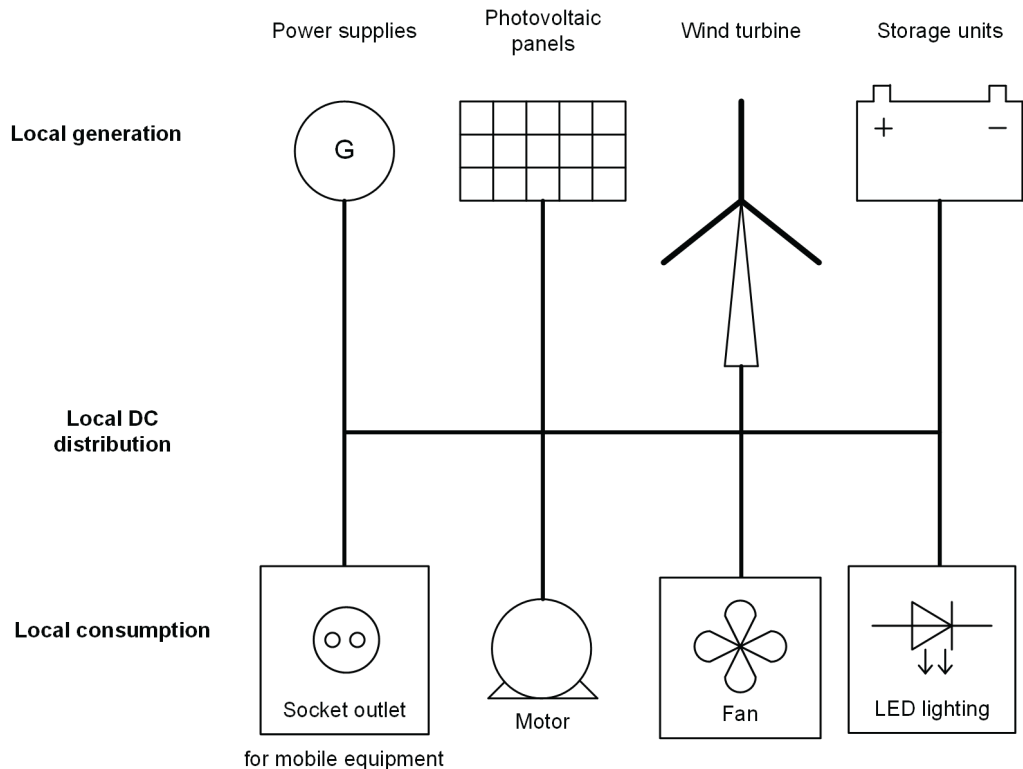 Power supplies
Photovoltaic
panels
Wind turbine
Storage units
Local generation
G
+
−
Local DC
distribution
Local consumption
Socket outlet
for mobile equipment
Motor
Fan
LED lighting